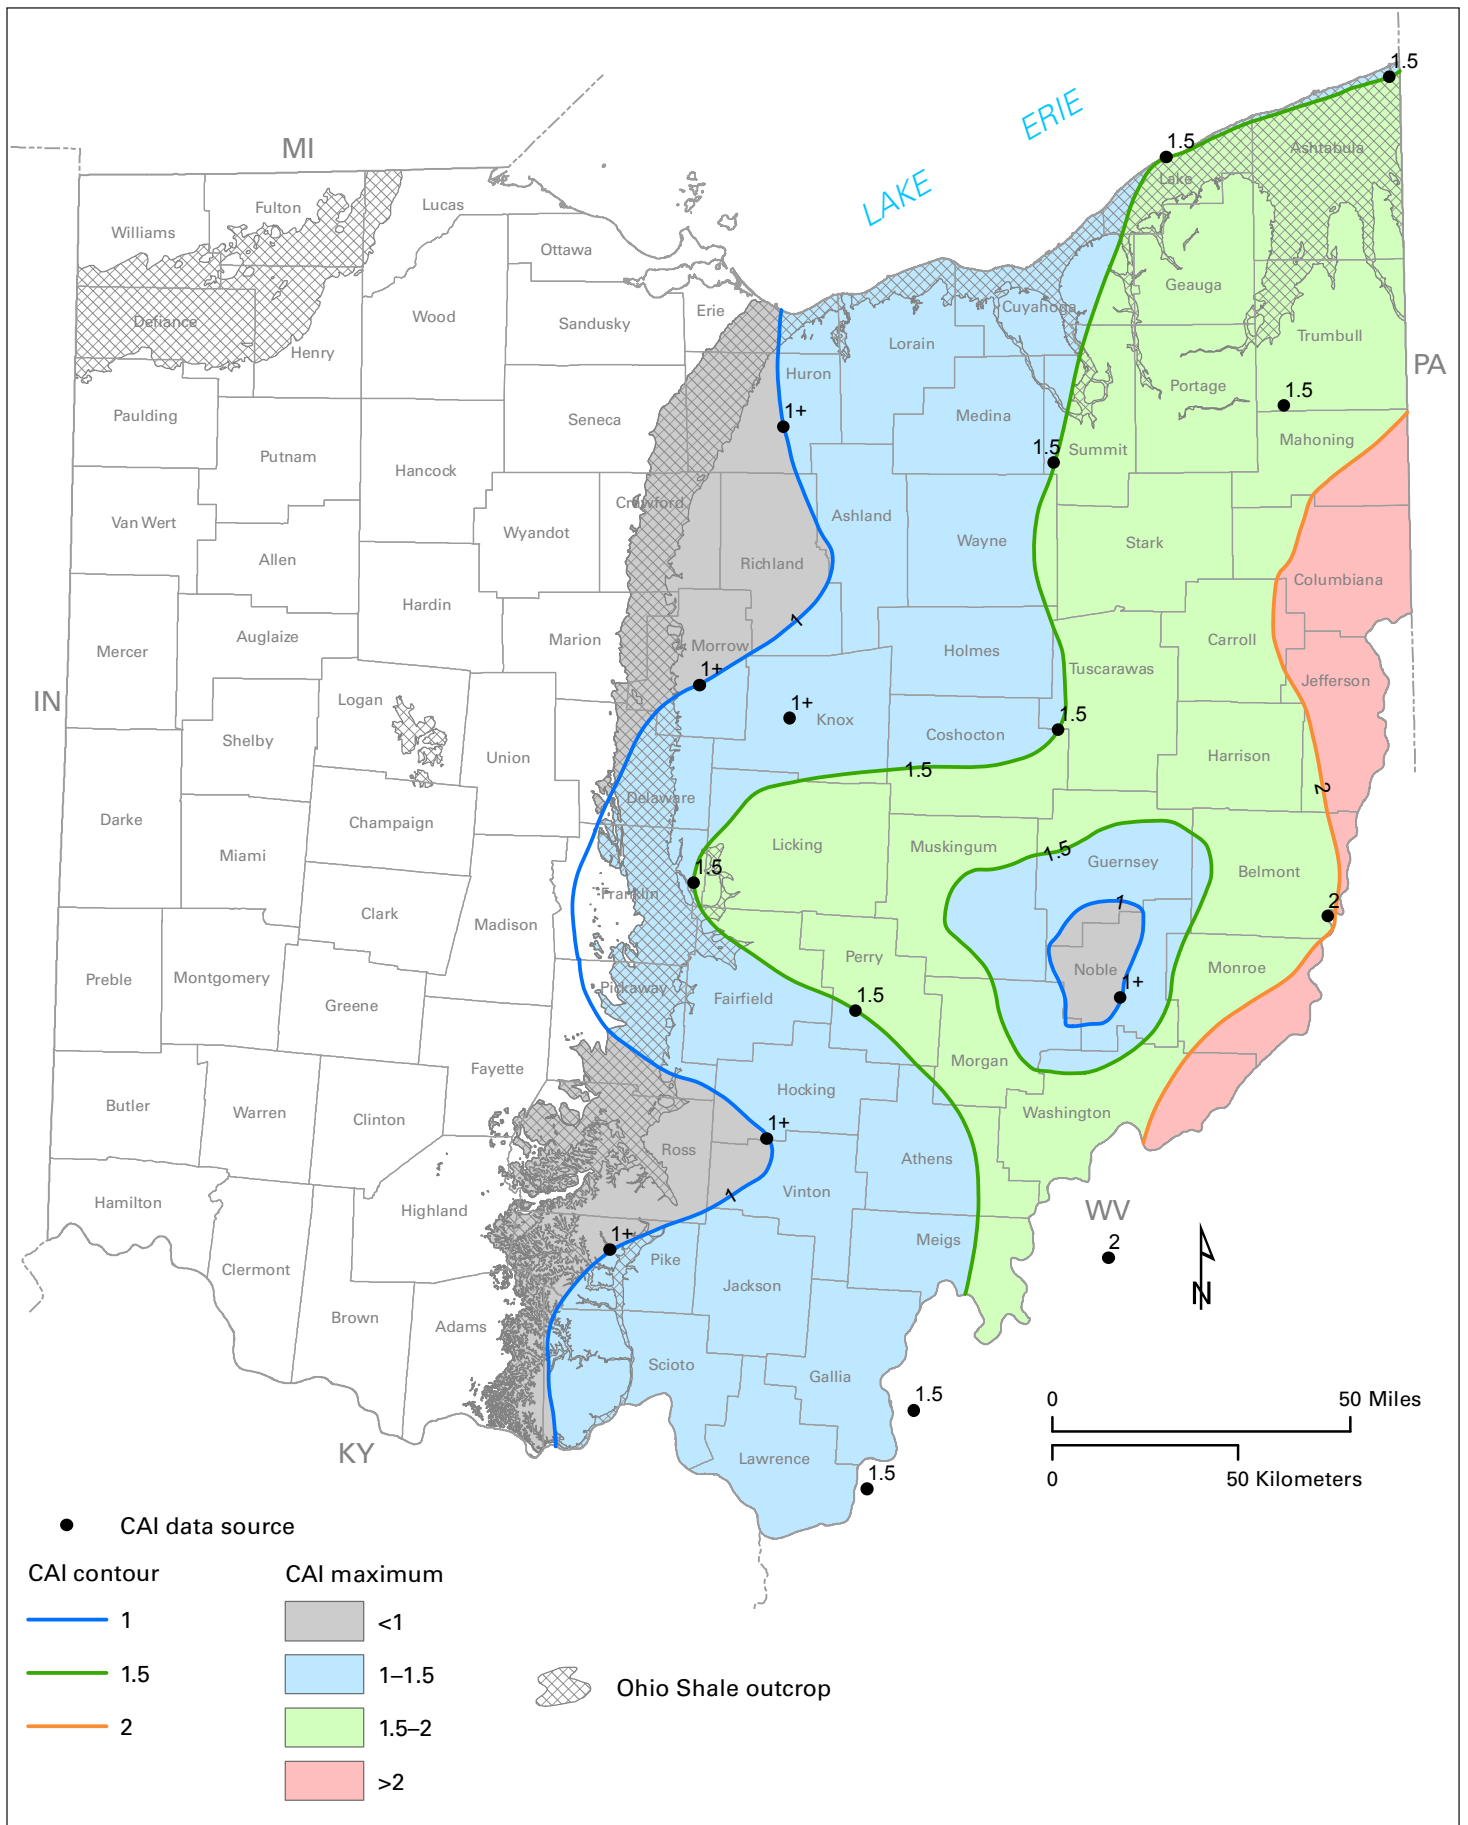 1.5
ERIE
1.5
MI
Ashtabula
Lake
LAKE
Fulton
Lucas
Williams
Ottawa
Geauga
Erie
Cuyahoga
Defiance
Wood
Sandusky
Trumbull
Henry
Lorain
PA
Huron
Portage
1.5
Paulding
Seneca
1+
Medina
Mahoning
Putnam
Hancock
1.5
Summit
Crawford
Van Wert
Wyandot
Ashland
Wayne
Stark
Allen
Richland
Columbiana
Hardin
1
Auglaize
Marion
Morrow
Carroll
Mercer
Holmes
Tuscarawas
1+
Jefferson
IN
Logan
1+
Knox
1.5
Shelby
Union
Coshocton
Harrison
1.5
2
Delaware
Darke
Champaign
Licking
Muskingum
1.5
Guernsey
Miami
1.5
Belmont
Franklin
Clark
1
2
Madison
Perry
Noble
Monroe
Preble
Montgomery
1+
Pickaway
Fairfield
1.5
Greene
Morgan
Fayette
Hocking
Butler
Warren
Clinton
Washington
1+
Ross
Athens
Vinton
1
Hamilton
Highland
WV
1+
Meigs
2
Pike
Clermont
Jackson
N
Brown
Adams
Scioto
Gallia
1.5
0 50 Miles
KY
Lawrence
1.5
0 50 Kilometers
CAI data source
CAI contour
CAI maximum
1
<1
1.5
1–1.5
Ohio Shale outcrop
2
1.5–2
>2